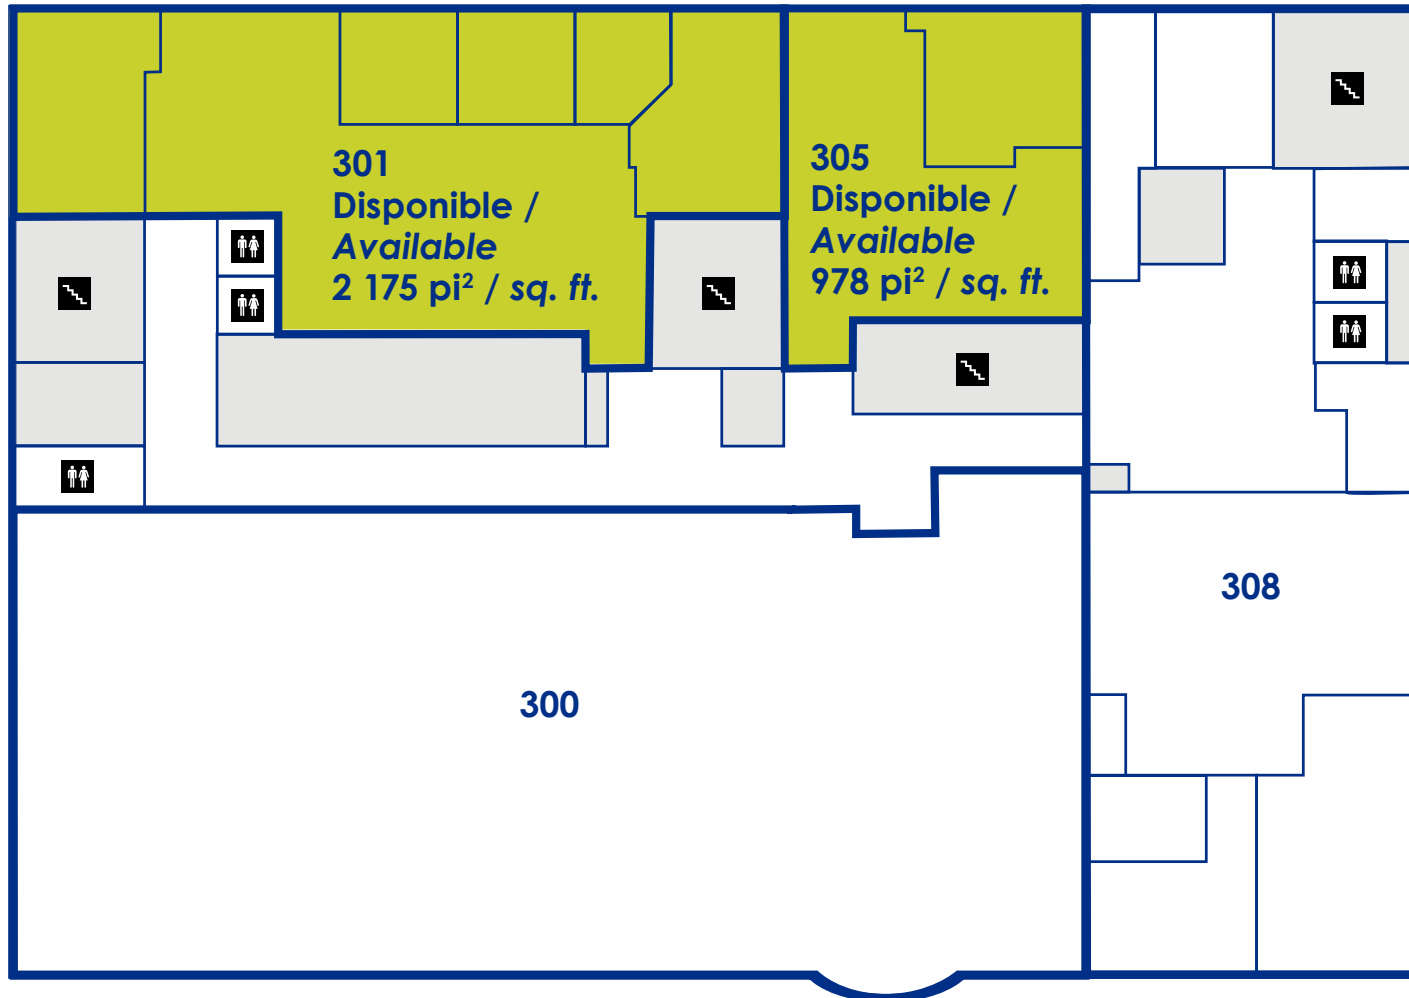 301
Disponible /
Available
2 175 pi² / sq. ft.
305
Disponible /
Available
978 pi² / sq. ft.
308
300